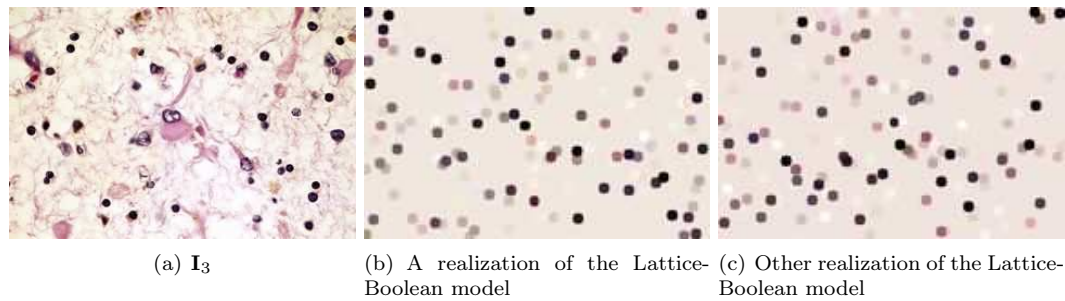 (a) I₃
(b) A realization of the Lattice-
Boolean model
(c) Other realization of the Lattice-
Boolean model